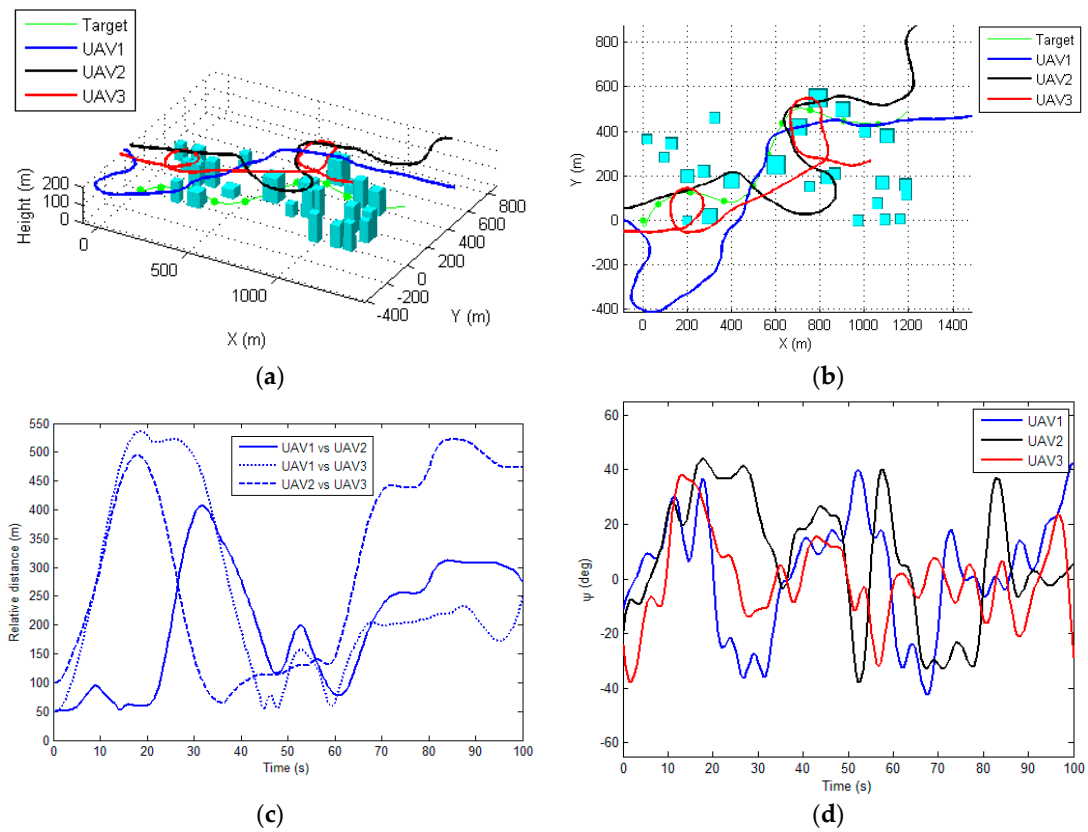 Target
UAV1
UAV2
UAV3
Height (m)
200
100
0
0
500
1000
X (m)
-400
-200
0
200
400
600
800
Y (m)
(a)
Target
UAV1
UAV2
UAV3
800
600
400
200
0
-200
-400
Y (m)
0 200 400 600 800 1000 1200 1400
X (m)
(b)
UAV1 vs UAV2
UAV1 vs UAV3
UAV2 vs UAV3
550
500
450
400
350
300
250
200
150
100
50
0
Relative distance (m)
0 10 20 30 40 50 60 70 80 90 100
Time (s)
(c)
UAV1
UAV2
UAV3
60
40
20
0
-20
-40
-60
ψ (deg)
0 10 20 30 40 50 60 70 80 90 100
Time (s)
(d)